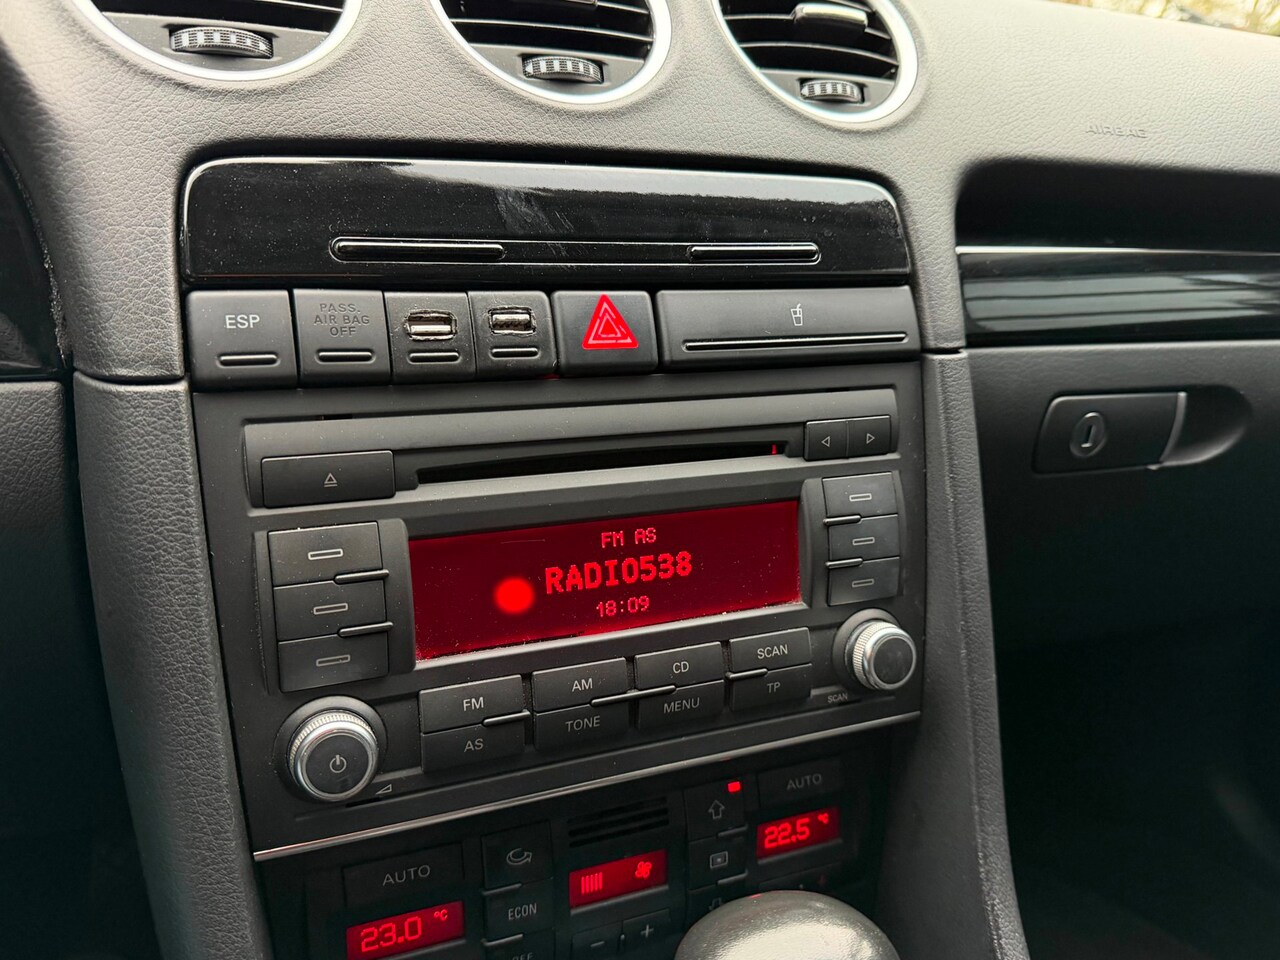 AIRBAG
ESP
PASS.
AIR BAG
OFF
FM AS
RADIO538
18:09
FM
AM
CD
SCAN
AS
TONE
MENU
TP
SCAN
AUTO
22.5 °C
AUTO
ECON
23.0 °C
OFF